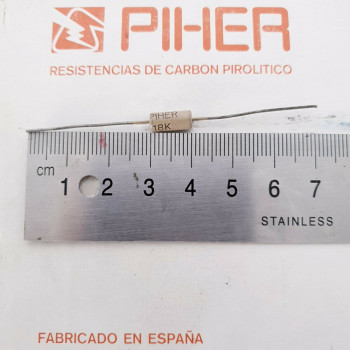 PIHER
RESISTENCIAS DE CARBON PIROLITICO
PIHER
18K
cm 1 2 3 4 5 6 7
STAINLESS
FABRICADO EN ESPAÑA